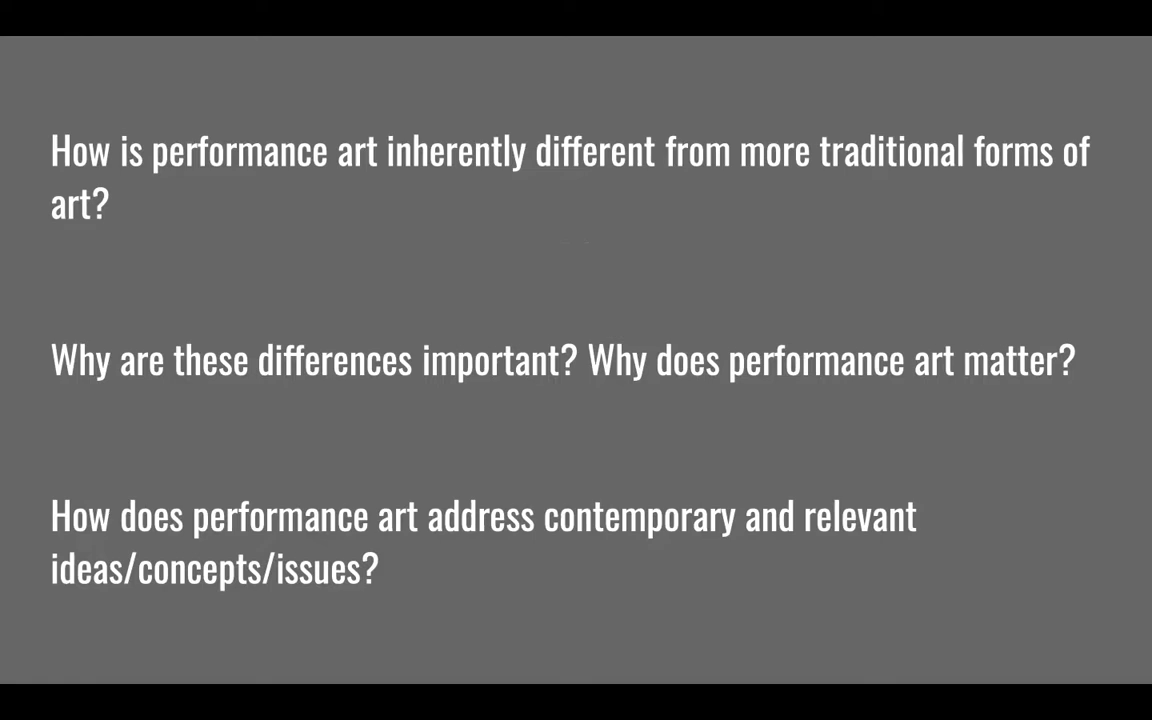 How is performance art inherently different from more traditional forms of
art?
Why are these differences important? Why does performance art matter?
How does performance art address contemporary and relevant
ideas/concepts/issues?